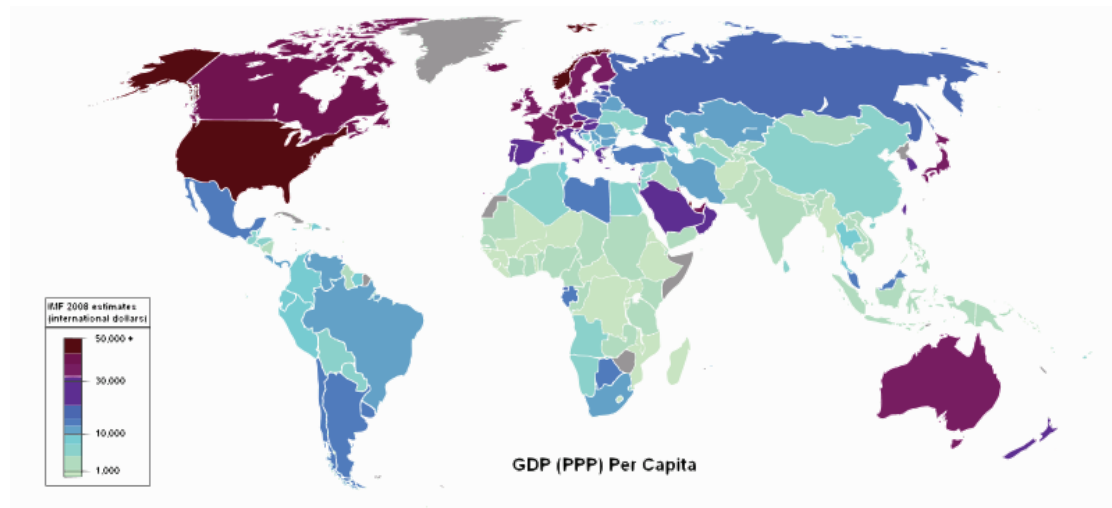 IMF 2008 estimates
(international dollars)
50,000 +
30,000
10,000
1,000
GDP (PPP) Per Capita